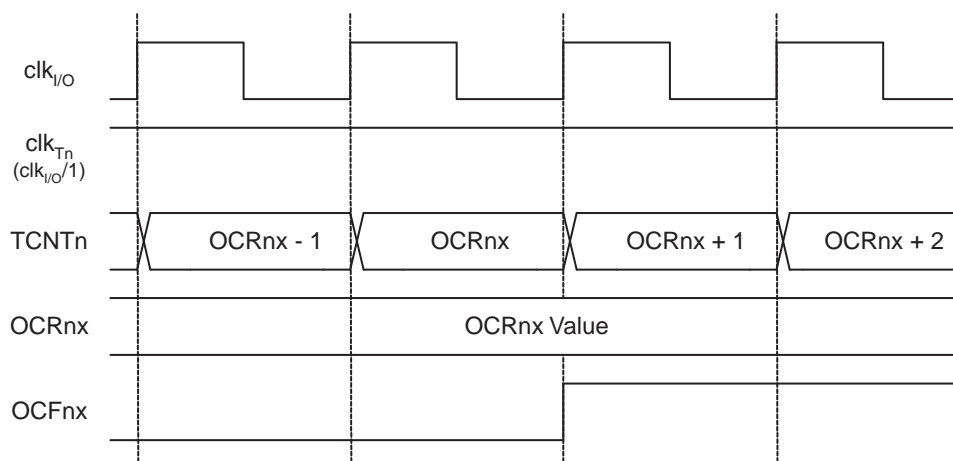 clkI/O
clkTn
(clkI/O/1)
TCNTn
OCRnx - 1
OCRnx
OCRnx + 1
OCRnx + 2
OCRnx
OCRnx Value
OCFnx